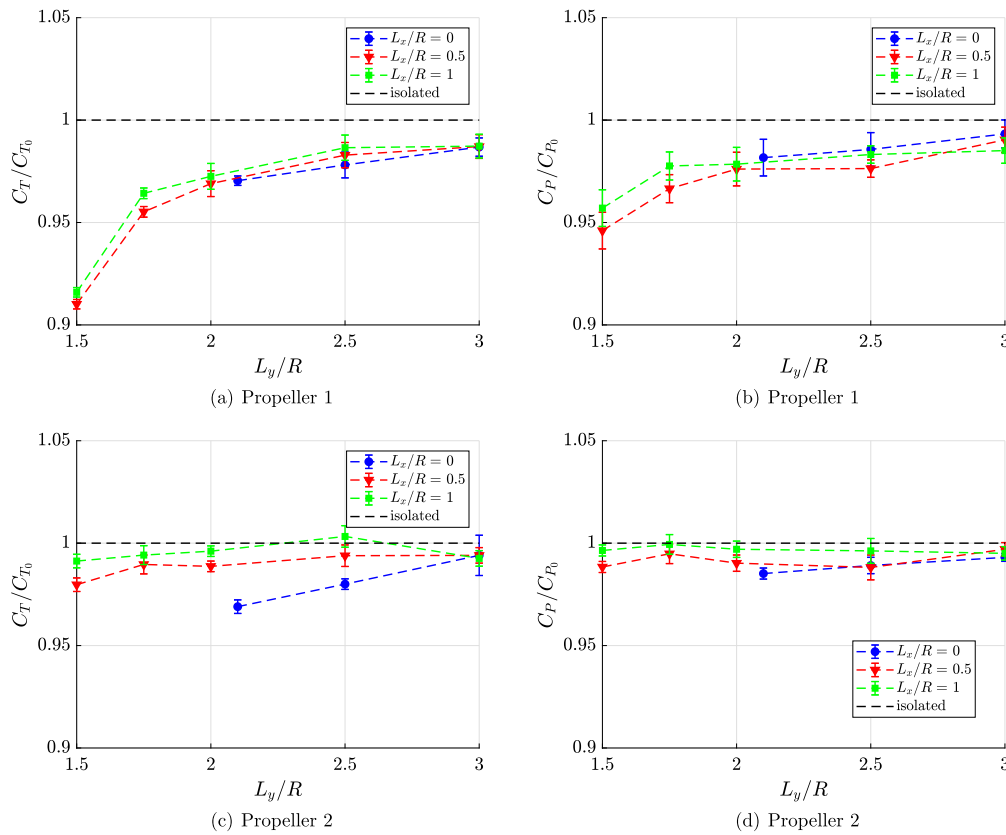 1.05
1
0.95
0.9
C_T/C_{T_0}
L_x/R = 0
L_x/R = 0.5
L_x/R = 1
isolated
1.5 2 2.5 3
L_y/R
(a) Propeller 1
1.05
1
0.95
0.9
C_P/C_{P_0}
L_x/R = 0
L_x/R = 0.5
L_x/R = 1
isolated
1.5 2 2.5 3
L_y/R
(b) Propeller 1
1.05
1
0.95
0.9
C_T/C_{T_0}
L_x/R = 0
L_x/R = 0.5
L_x/R = 1
isolated
1.5 2 2.5 3
L_y/R
(c) Propeller 2
1.05
1
0.95
0.9
C_P/C_{P_0}
L_x/R = 0
L_x/R = 0.5
L_x/R = 1
isolated
1.5 2 2.5 3
L_y/R
(d) Propeller 2